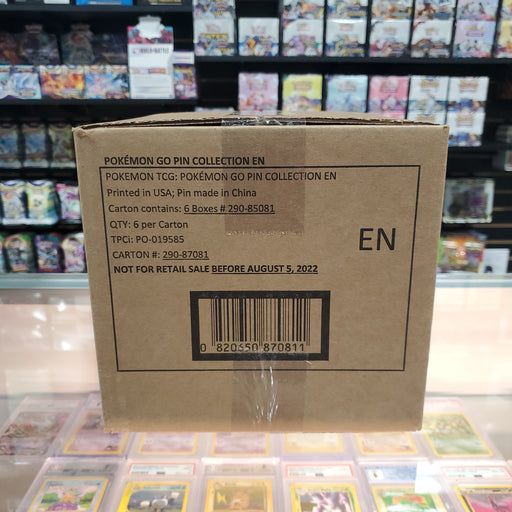 POKÉMON GO PIN COLLECTION EN
POKEMON TCG: POKÉMON GO PIN COLLECTION EN
Printed in USA; Pin made in China
Carton contains: 6 Boxes # 290-85081
QTY: 6 per Carton
TPCi: PO-019585
CARTON #: 290-87081
NOT FOR RETAIL SALE BEFORE AUGUST 5, 2022
EN
0 820650 870811